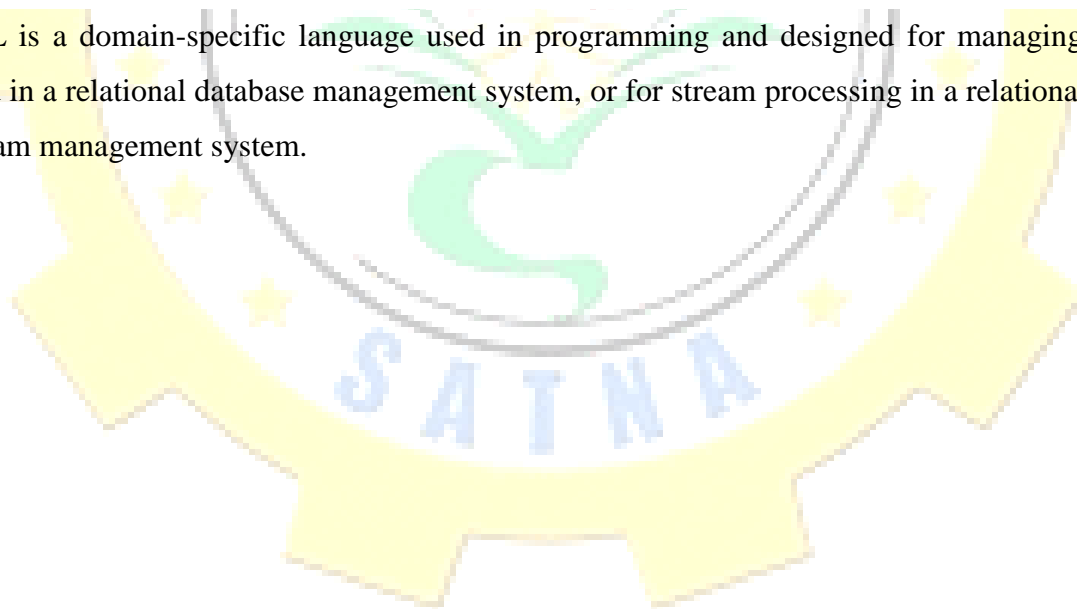 L is a domain-specific language used in programming and designed for managing
in a relational database management system, or for stream processing in a relational
am management system.
SATNA